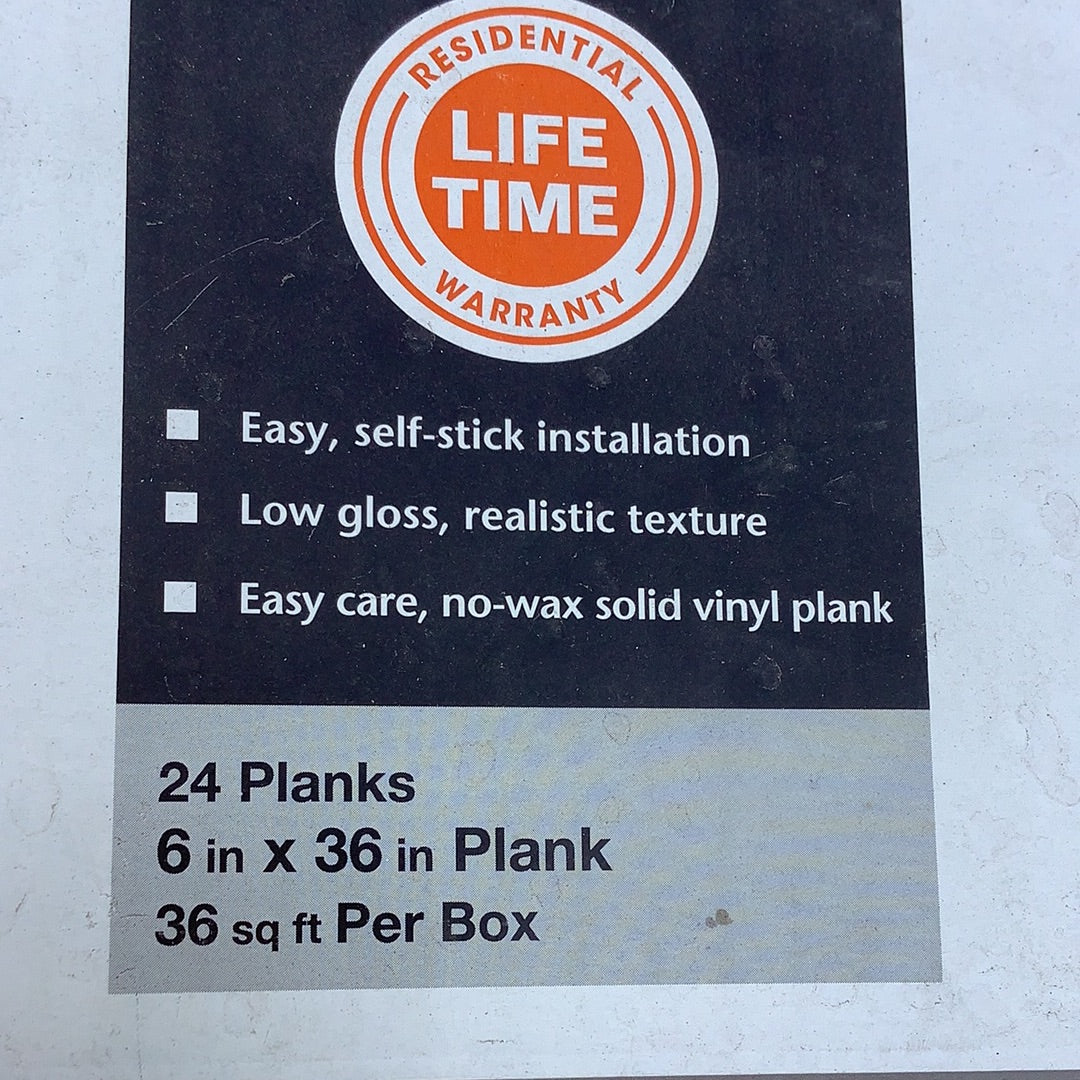 RESIDENTIAL
LIFE
TIME
WARRANTY
Easy, self-stick installation
Low gloss, realistic texture
Easy care, no-wax solid vinyl plank
24 Planks
6 in x 36 in Plank
36 sq ft Per Box